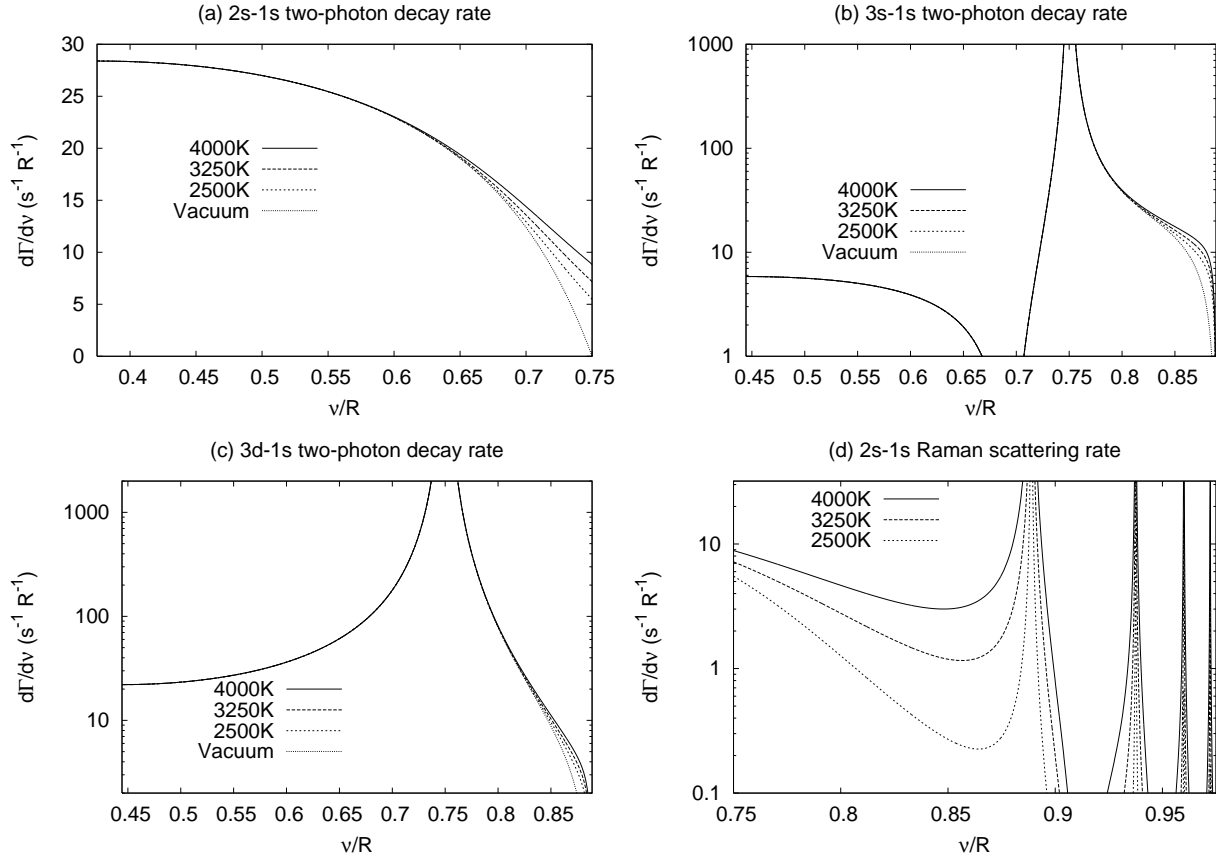 (a) 2s-1s two-photon decay rate
dΓ/dν (s⁻¹ R⁻¹)
30
25
20
15
10
5
0
4000K
3250K
2500K
Vacuum
0.4 0.45 0.5 0.55 0.6 0.65 0.7 0.75
ν/R
(b) 3s-1s two-photon decay rate
dΓ/dν (s⁻¹ R⁻¹)
1000
100
10
1
4000K
3250K
2500K
Vacuum
0.45 0.5 0.55 0.6 0.65 0.7 0.75 0.8 0.85
ν/R
(c) 3d-1s two-photon decay rate
dΓ/dν (s⁻¹ R⁻¹)
1000
100
10
4000K
3250K
2500K
Vacuum
0.45 0.5 0.55 0.6 0.65 0.7 0.75 0.8 0.85
ν/R
(d) 2s-1s Raman scattering rate
dΓ/dν (s⁻¹ R⁻¹)
10
1
0.1
4000K
3250K
2500K
0.75 0.8 0.85 0.9 0.95
ν/R